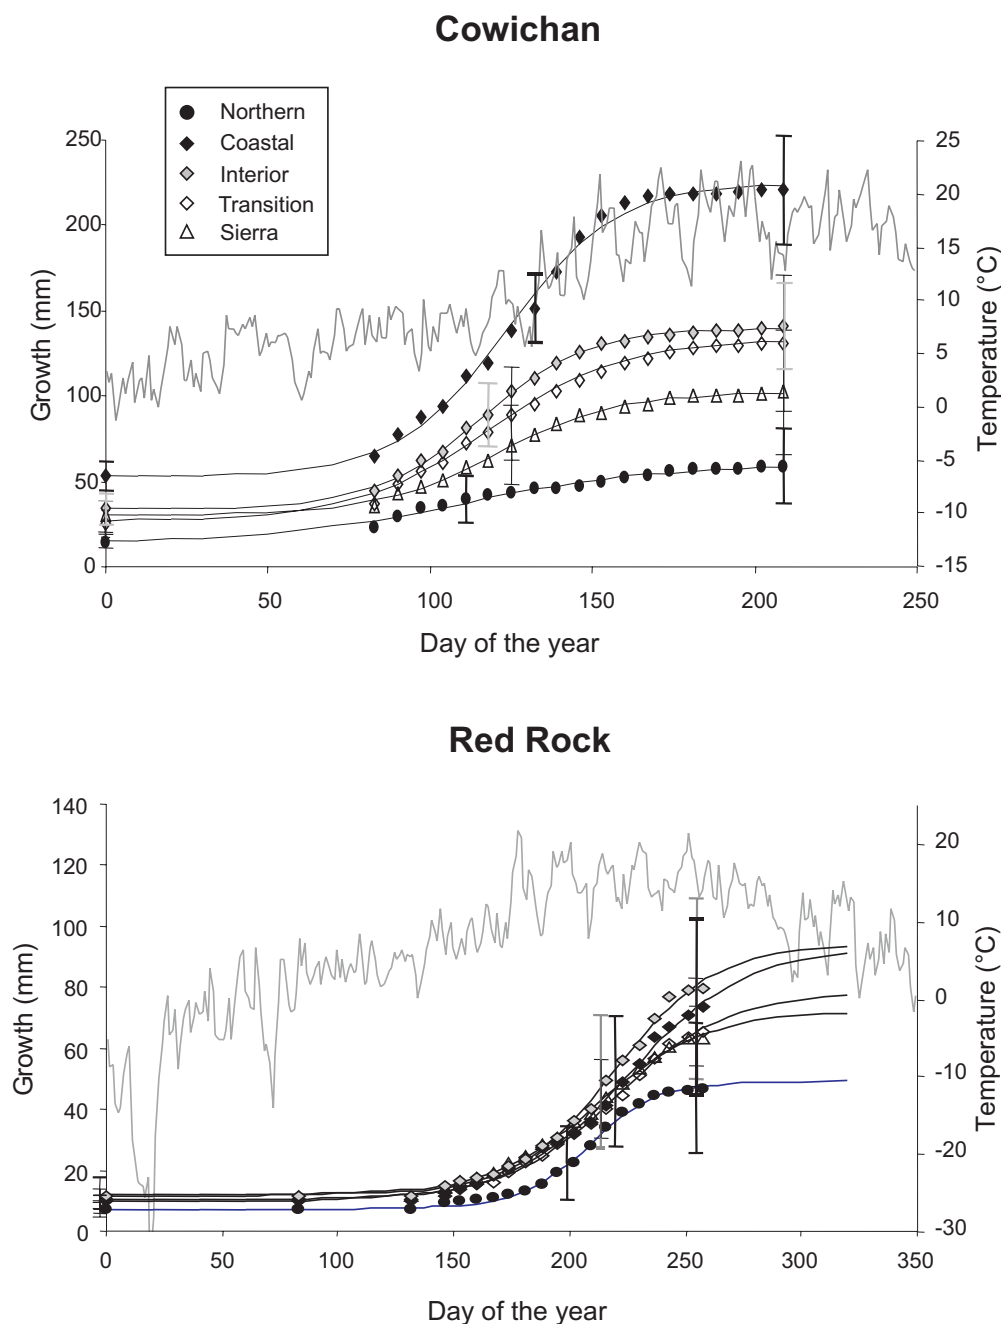 Cowichan
Northern
Coastal
Interior
Transition
Sierra
250
200
150
100
50
0
Growth (mm)
25
20
15
10
5
0
-5
-10
-15
Temperature (°C)
0 50 100 150 200 250
Day of the year
Red Rock
140
120
100
80
60
40
20
0
Growth (mm)
20
10
0
-10
-20
-30
Temperature (°C)
0 50 100 150 200 250 300 350
Day of the year